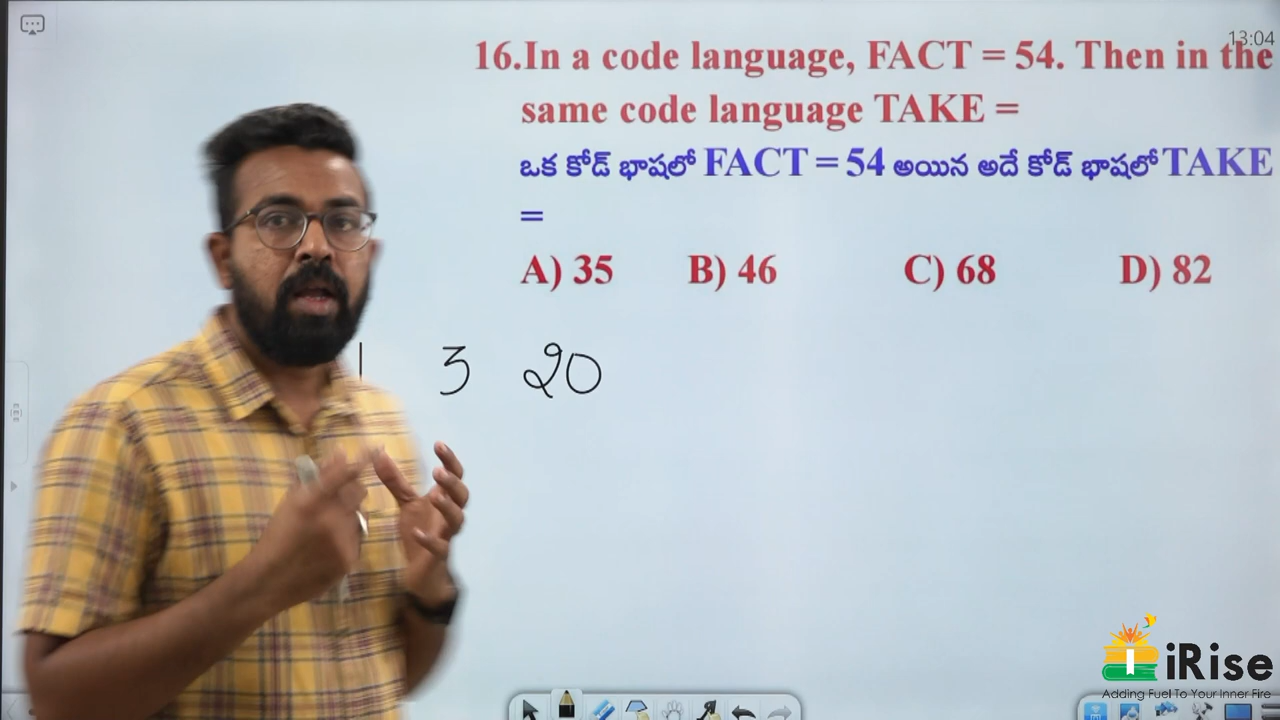 13:04
16.In a code language, FACT = 54. Then in the
same code language TAKE =
ఒక కోడ్ భాషలో FACT = 54 అయిన అదే కోడ్ భాషలో TAKE
=
A) 35 B) 46 C) 68 D) 82
1 3 20
iRise
Adding Fuel To Your Inner Fire